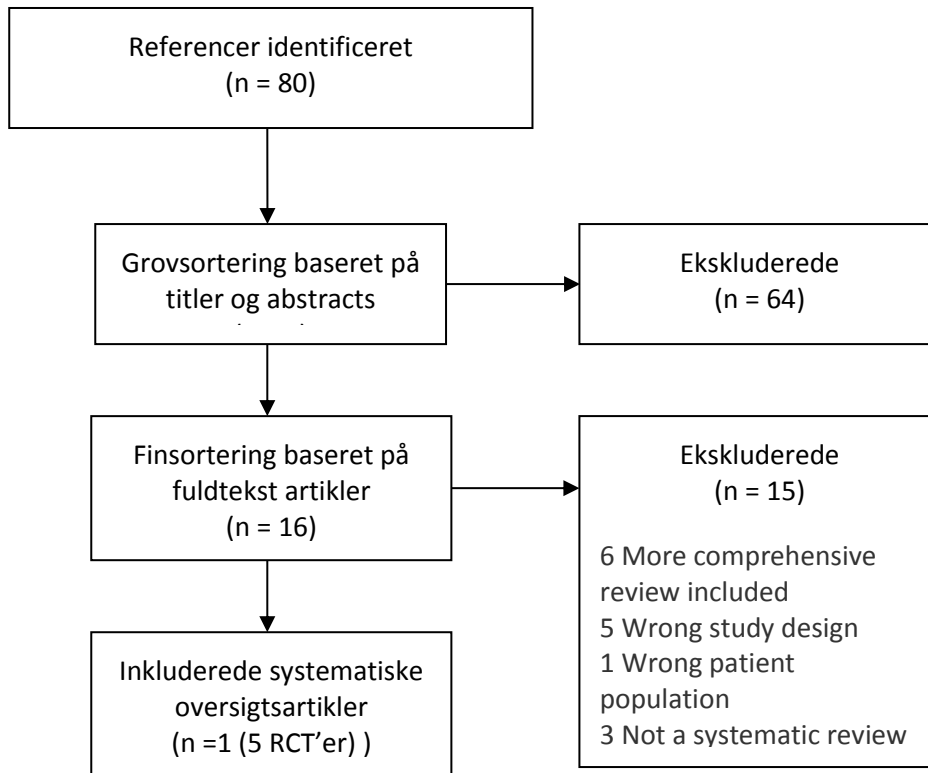 Referencer identificeret
(n = 80)
Grovsortering baseret på
titler og abstracts
Ekskluderede
(n = 64)
Finsortering baseret på
fuldtekst artikler
(n = 16)
Ekskluderede
(n = 15)
6 More comprehensive
review included
5 Wrong study design
1 Wrong patient
population
3 Not a systematic review
Inkluderede systematiske
oversigtsartikler
(n =1 (5 RCT’er) )